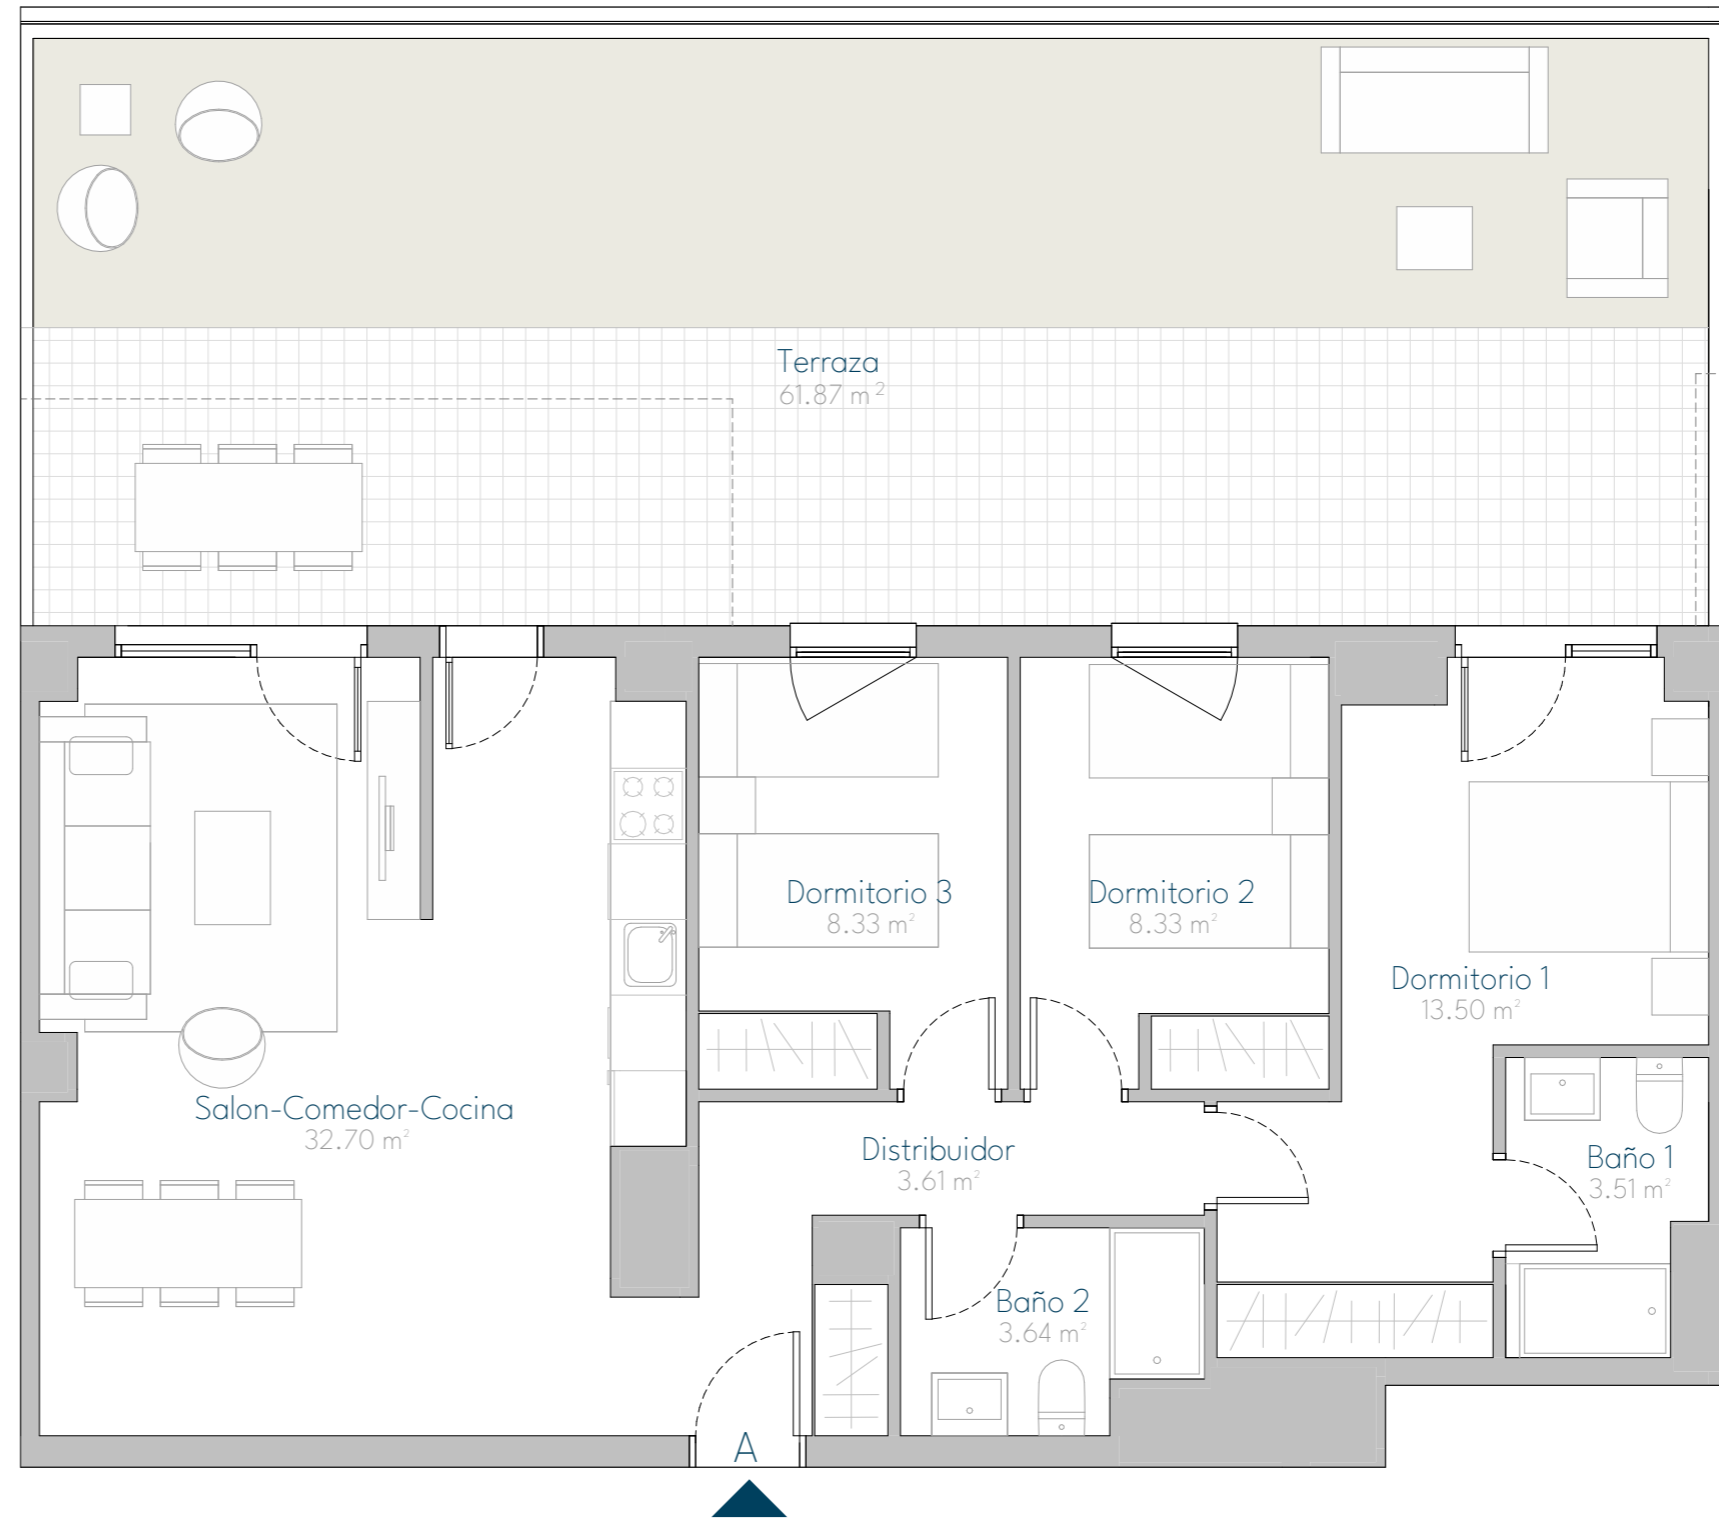 Terraza
61.87 m²
Dormitorio 3
8.33 m²
Dormitorio 2
8.33 m²
Dormitorio 1
13.50 m²
Salon-Comedor-Cocina
32.70 m²
Distribuidor
3.61 m²
Baño 1
3.51 m²
Baño 2
3.64 m²
A